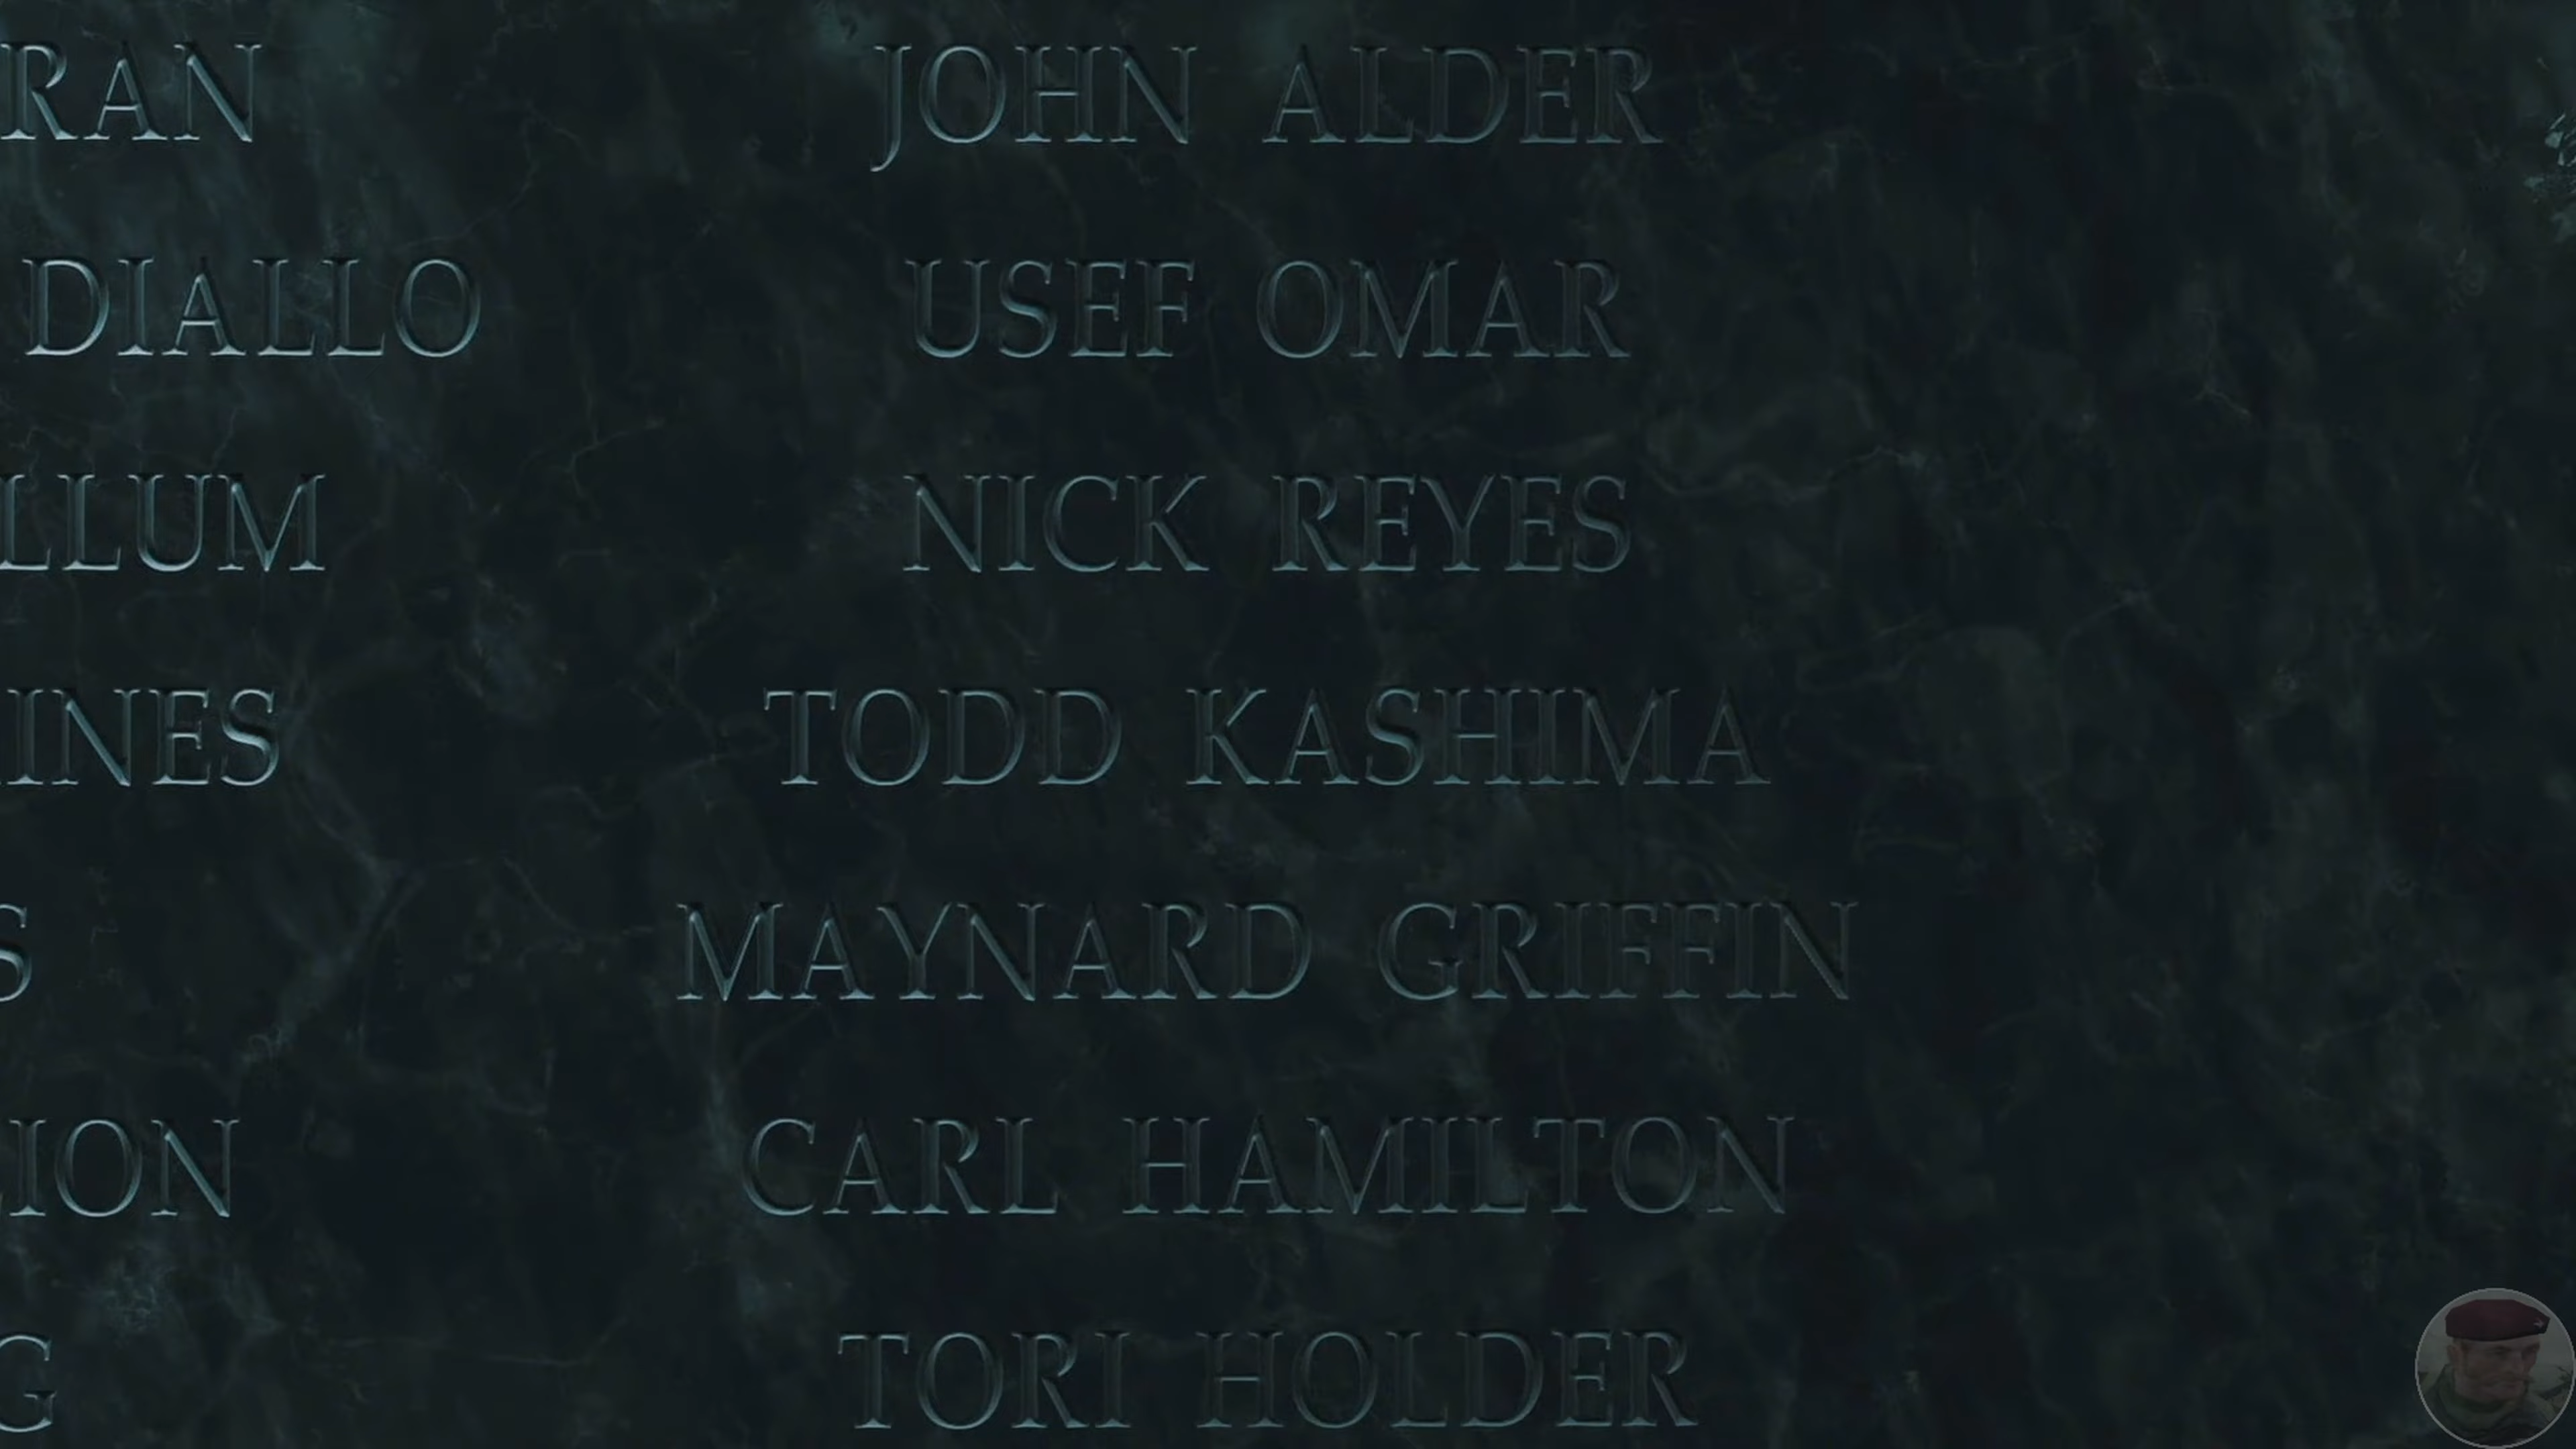 RAN JOHN ALDER
DIALLO USEF OMAR
LLUM NICK REYES
INES TODD KASHIMA
S MAYNARD GRIFFIN
ION CARL HAMILTON
G TORI HOLDER